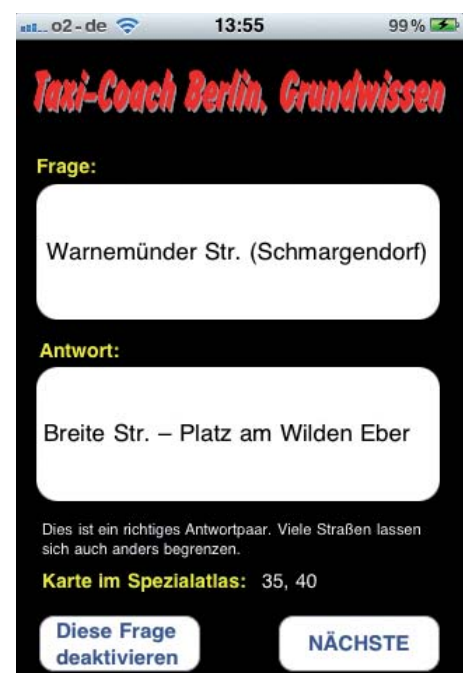 o2-de 13:55 99 %
Taxi-Coach Berlin, Grundwissen
Frage:
Warnemünder Str. (Schmargendorf)
Antwort:
Breite Str. – Platz am Wilden Eber
Dies ist ein richtiges Antwortpaar. Viele Straßen lassen
sich auch anders begrenzen.
Karte im Spezialatlas: 35, 40
Diese Frage
deaktivieren
NÄCHSTE